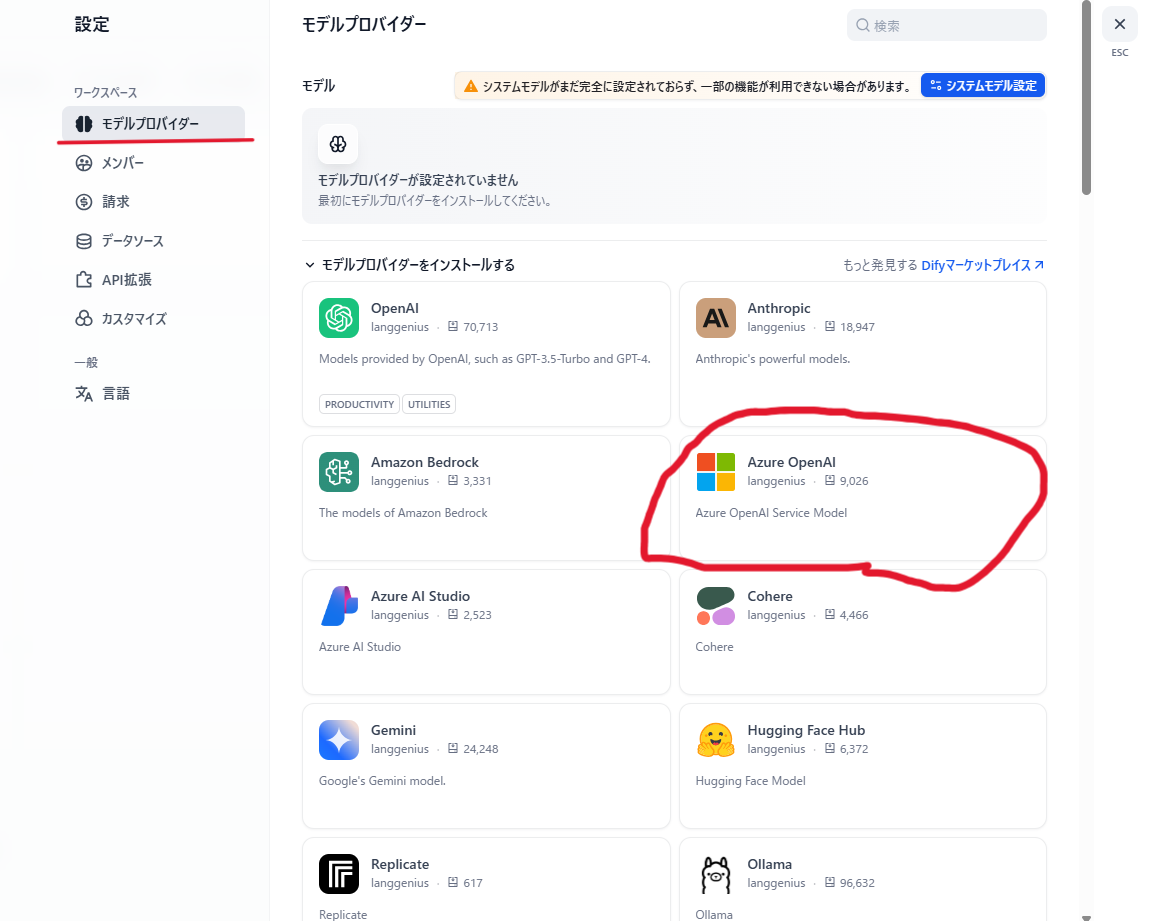 設定
ワークスペース
モデルプロバイダー
メンバー
請求
データソース
API拡張
カスタマイズ
一般
言語
モデルプロバイダー
検索
ESC
モデル
システムモデルがまだ完全に設定されておらず、一部の機能が利用できない場合があります。
システムモデル設定
モデルプロバイダーが設定されていません
最初にモデルプロバイダーをインストールしてください。
モデルプロバイダーをインストールする
もっと発見する Difyマーケットプレイス
OpenAI
langgenius · 70,713
Models provided by OpenAI, such as GPT-3.5-Turbo and GPT-4.
PRODUCTIVITY UTILITIES
Anthropic
langgenius · 18,947
Anthropic's powerful models.
Amazon Bedrock
langgenius · 3,331
The models of Amazon Bedrock
Azure OpenAI
langgenius · 9,026
Azure OpenAI Service Model
Azure AI Studio
langgenius · 2,523
Azure AI Studio
Cohere
langgenius · 4,466
Cohere
Gemini
langgenius · 24,248
Google's Gemini model.
Hugging Face Hub
langgenius · 6,372
Hugging Face Model
Replicate
langgenius · 617
Replicate
Ollama
langgenius · 96,632
Ollama